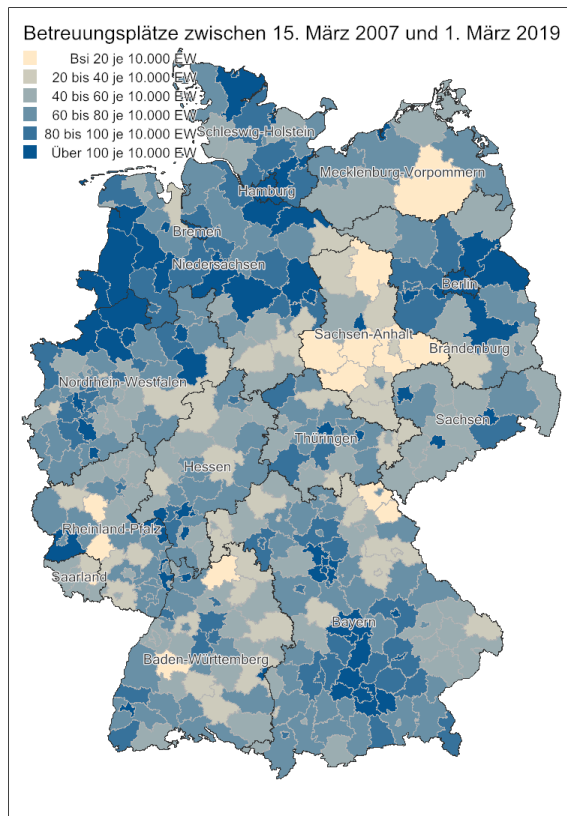 Betreuungsplätze zwischen 15. März 2007 und 1. März 2019
Bsi 20 je 10.000 EW
20 bis 40 je 10.000 EW
40 bis 60 je 10.000 EW
60 bis 80 je 10.000 EW
80 bis 100 je 10.000 EW
Über 100 je 10.000 EW
Schleswig-Holstein
Mecklenburg-Vorpommern
Hamburg
Bremen
Niedersachsen
Berlin
Sachsen-Anhalt
Brandenburg
Nordrhein-Westfalen
Sachsen
Thüringen
Hessen
Rheinland-Pfalz
Saarland
Bayern
Baden-Württemberg